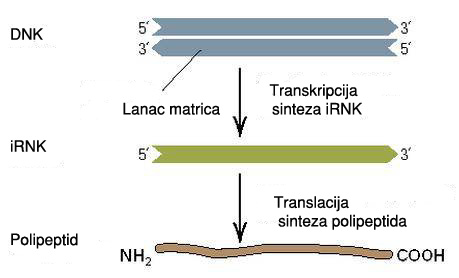 DNK
5′ 3′
3′ 5′
Lanac matrica
Transkripcija
sinteza iRNK
iRNK
5′ 3′
Translacija
sinteza polipeptida
Polipeptid
NH2 COOH